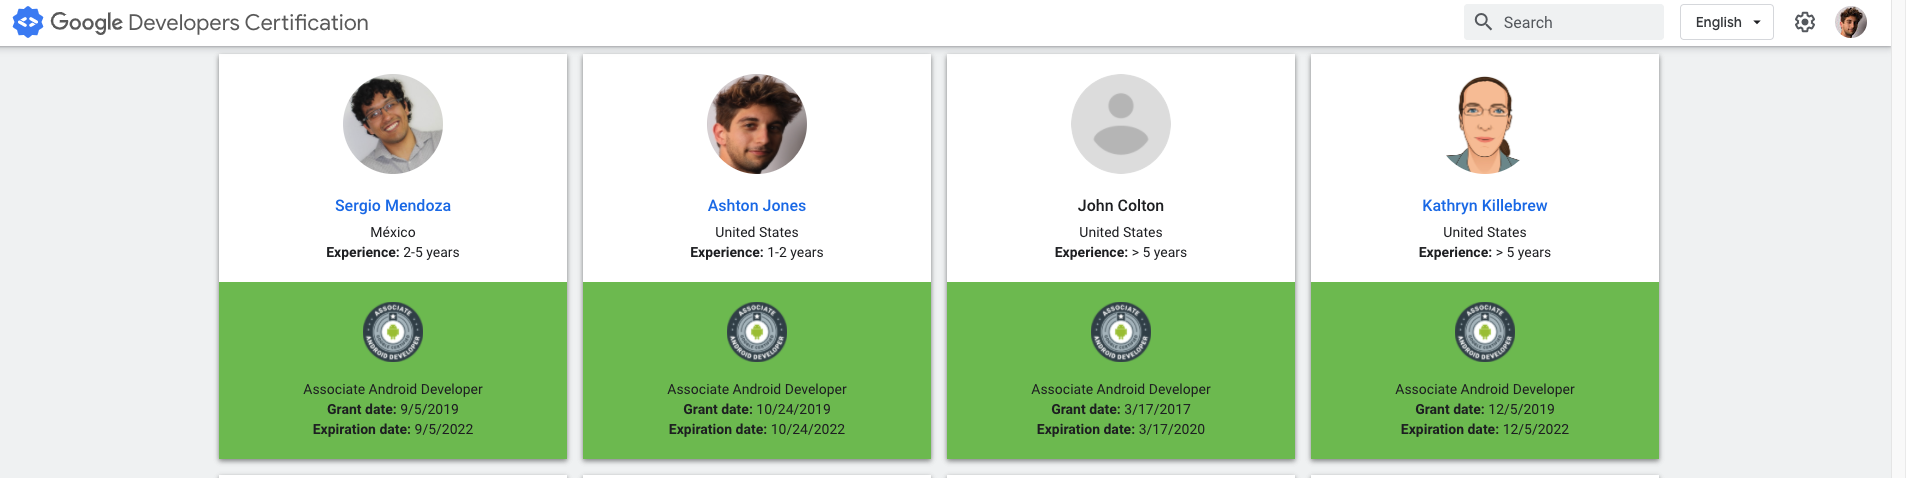 Google Developers Certification
Search
English
Sergio Mendoza
México
Experience: 2-5 years
ASSOCIATE
ANDROID DEVELOPER
Associate Android Developer
Grant date: 9/5/2019
Expiration date: 9/5/2022
Ashton Jones
United States
Experience: 1-2 years
ASSOCIATE
ANDROID DEVELOPER
Associate Android Developer
Grant date: 10/24/2019
Expiration date: 10/24/2022
John Colton
United States
Experience: > 5 years
ASSOCIATE
ANDROID DEVELOPER
Associate Android Developer
Grant date: 3/17/2017
Expiration date: 3/17/2020
Kathryn Killebrew
United States
Experience: > 5 years
ASSOCIATE
ANDROID DEVELOPER
Associate Android Developer
Grant date: 12/5/2019
Expiration date: 12/5/2022